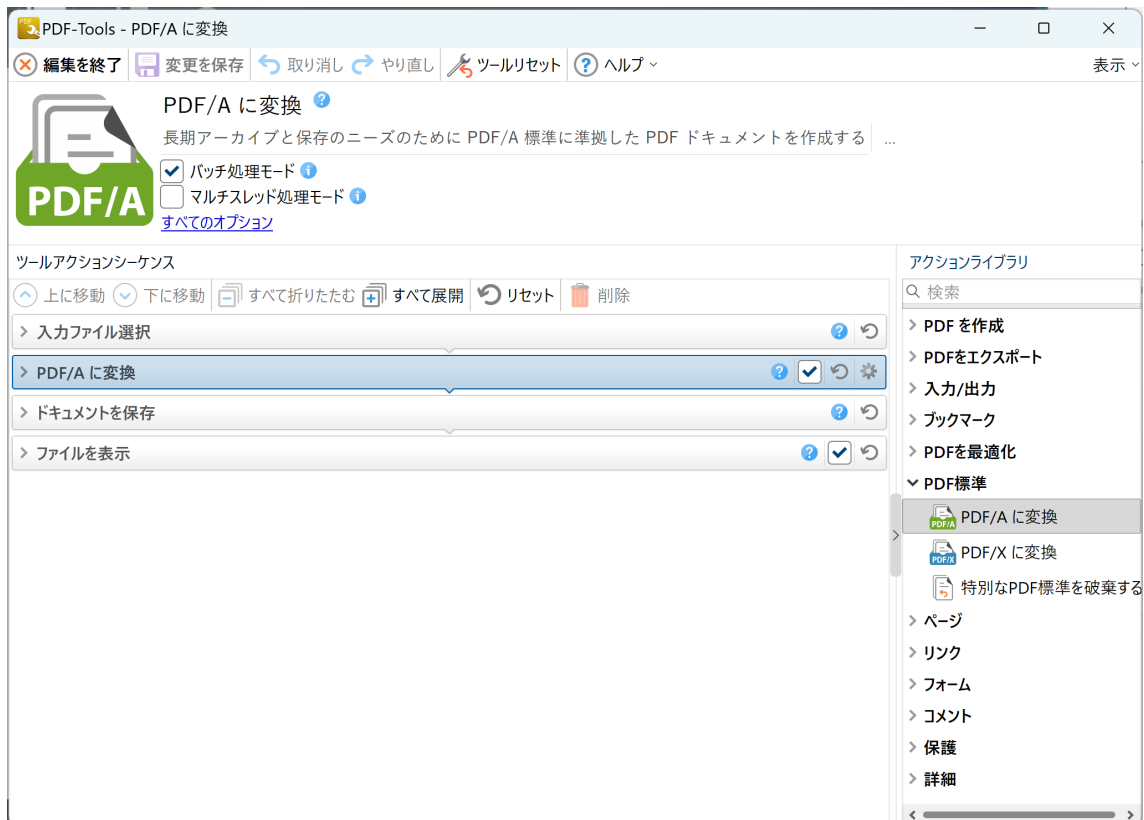 PDF-Tools - PDF/A に変換
編集を終了 変更を保存 取り消し やり直し ツールリセット ヘルプ 表示
PDF/A に変換
長期アーカイブと保存のニーズのために PDF/A 標準に準拠した PDF ドキュメントを作成する ...
バッチ処理モード
マルチスレッド処理モード
すべてのオプション
PDF/A
ツールアクションシーケンス
上に移動 下に移動 すべて折りたたむ すべて展開 リセット 削除
入力ファイル選択
PDF/A に変換
ドキュメントを保存
ファイルを表示
アクションライブラリ
検索
PDF を作成
PDFをエクスポート
入力/出力
ブックマーク
PDFを最適化
PDF標準
PDF/A に変換
PDF/X に変換
特別なPDF標準を破棄する
ページ
リンク
フォーム
コメント
保護
詳細